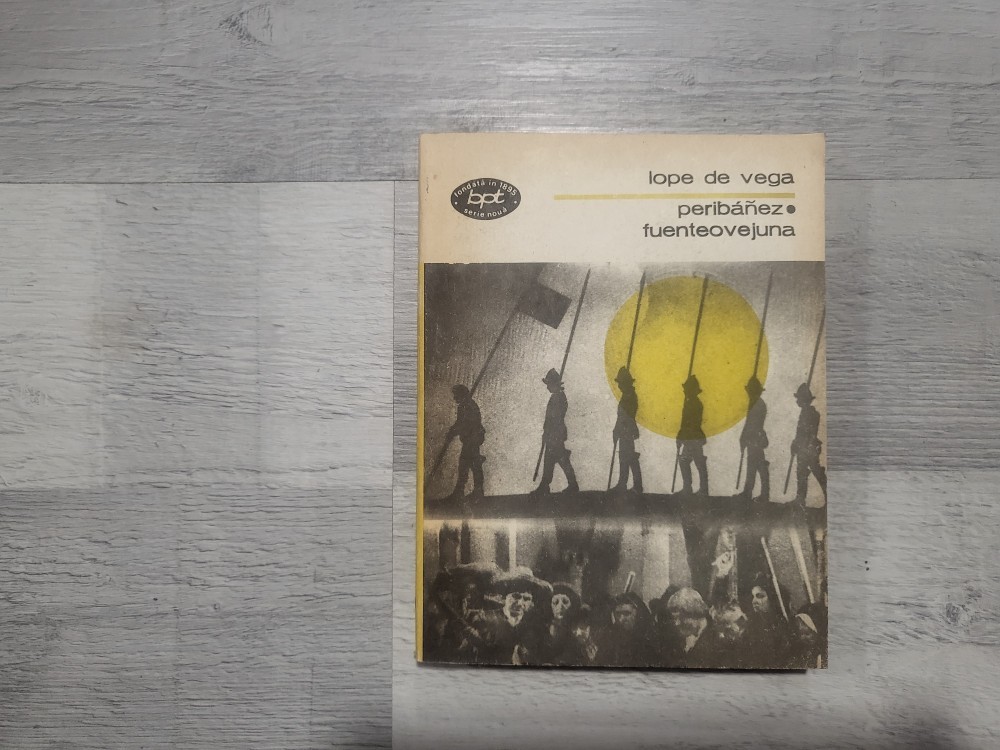 fondată în 1895
bpt
serie nouă
lope de vega
peribáñez •
fuenteovejuna